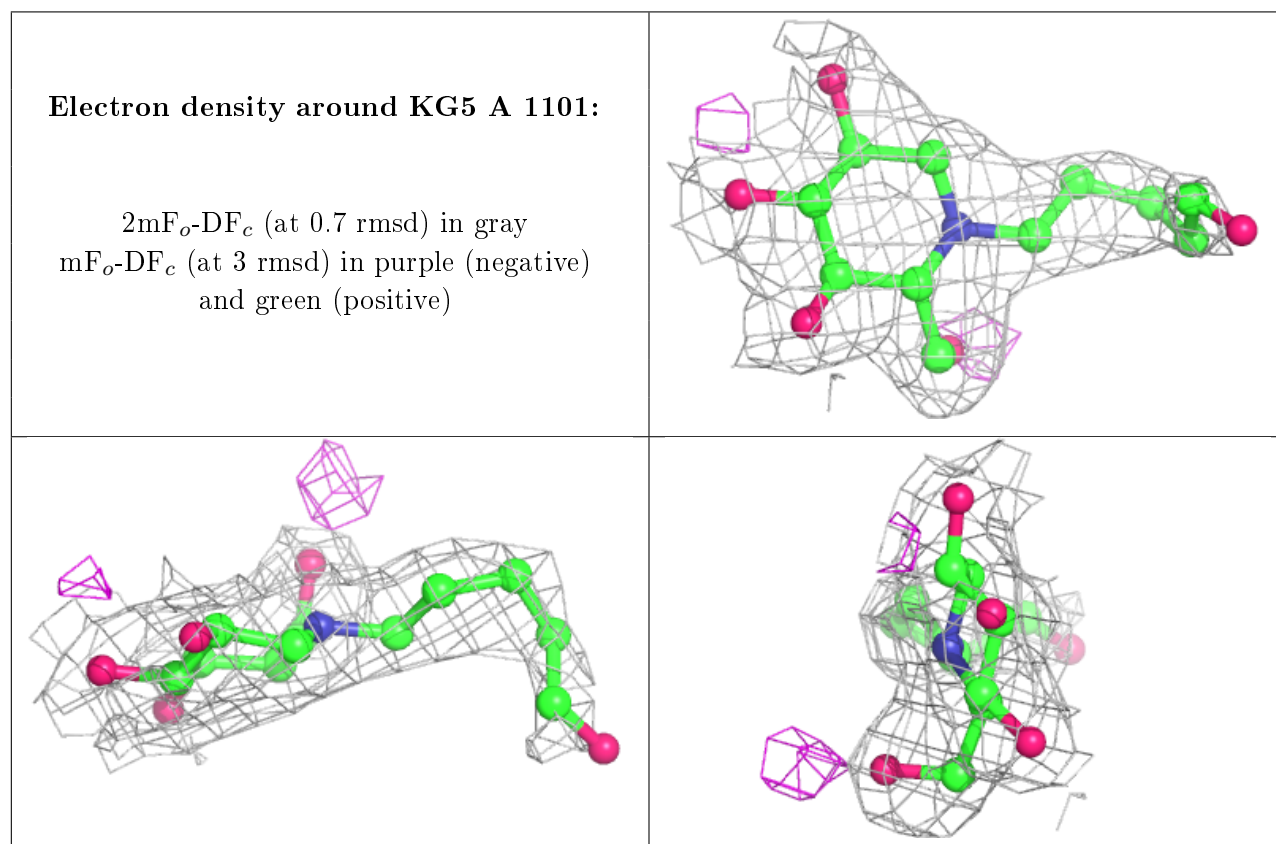 Electron density around KG5 A 1101:
2mFo-DFc (at 0.7 rmsd) in gray
mFo-DFc (at 3 rmsd) in purple (negative)
and green (positive)